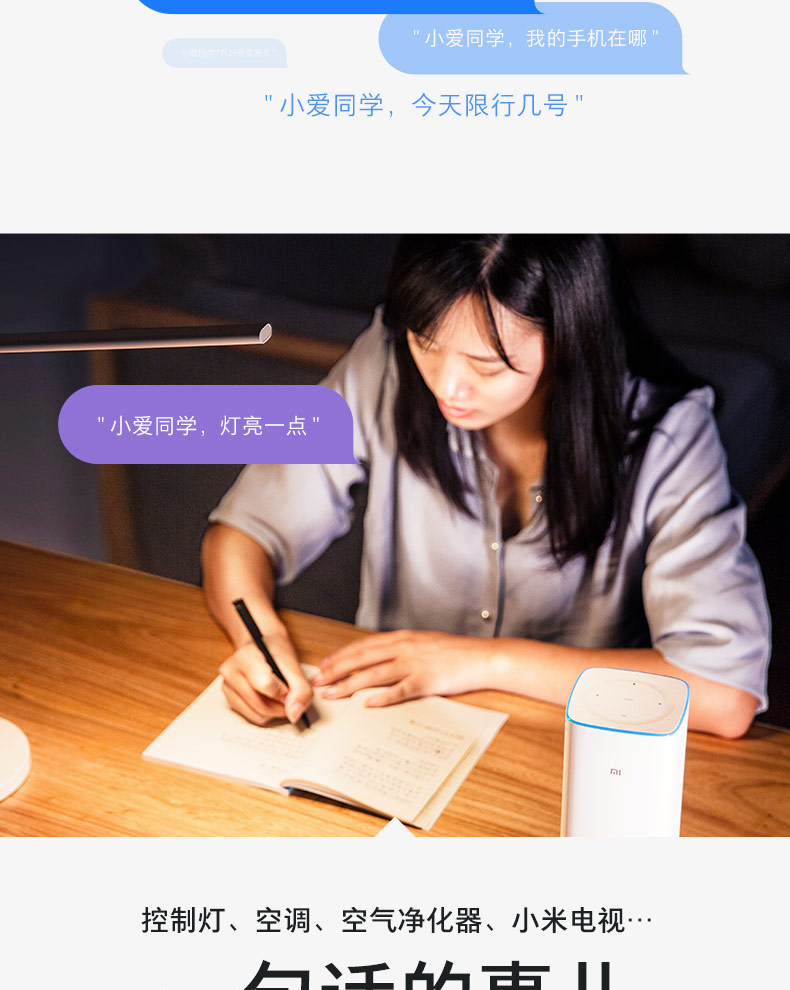 "小爱同学，我的手机在哪"
"小爱同学，今天限行几号"
"小爱同学，灯亮一点"
mi
控制灯、空调、空气净化器、小米电视…